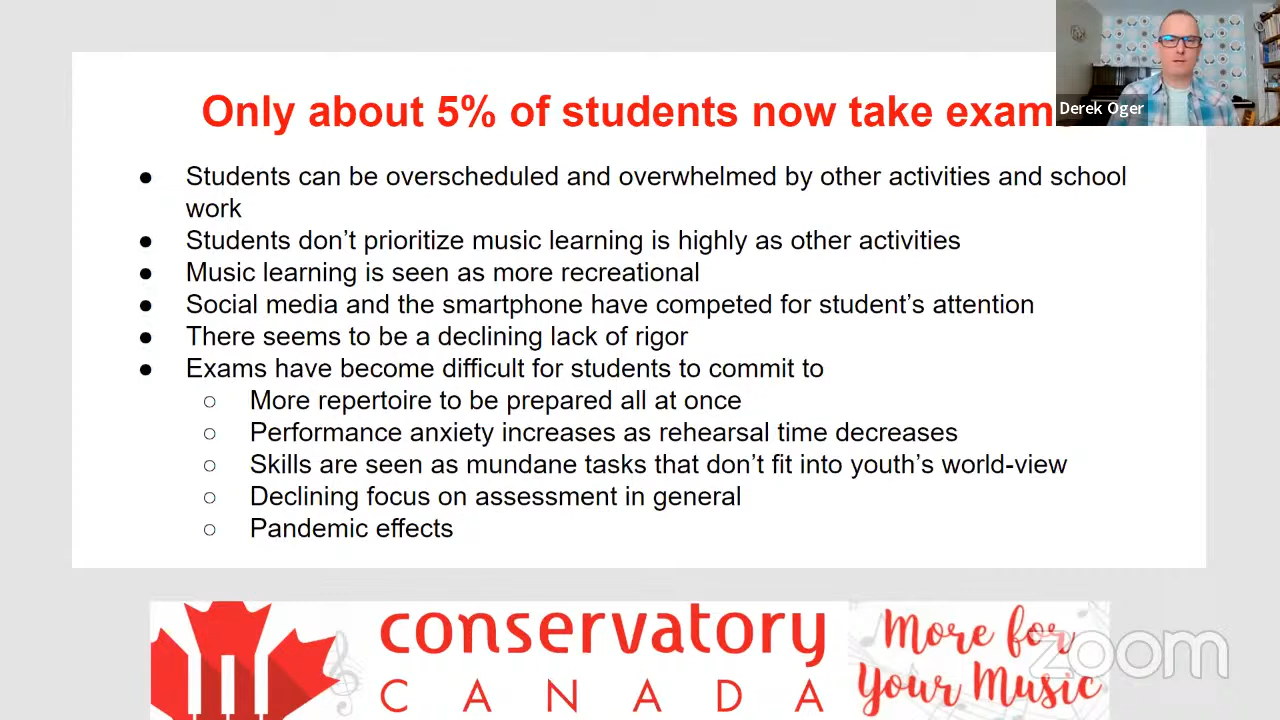 Only about 5% of students now take exam
Derek Oger
● Students can be overscheduled and overwhelmed by other activities and school
work
● Students don’t prioritize music learning is highly as other activities
● Music learning is seen as more recreational
● Social media and the smartphone have competed for student’s attention
● There seems to be a declining lack of rigor
● Exams have become difficult for students to commit to
○ More repertoire to be prepared all at once
○ Performance anxiety increases as rehearsal time decreases
○ Skills are seen as mundane tasks that don’t fit into youth’s world-view
○ Declining focus on assessment in general
○ Pandemic effects
conservatory
CANADA
More for
Your Music
zoom